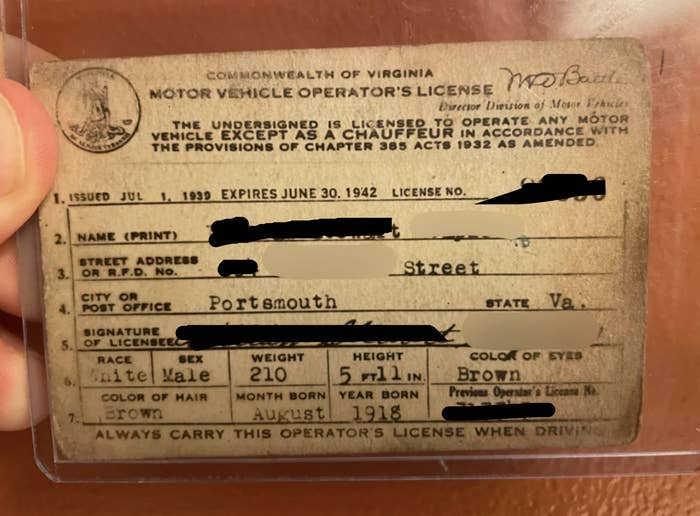 COMMONWEALTH OF VIRGINIA
MOTOR VEHICLE OPERATOR'S LICENSE
Director Division of Motor Vehicles
THE UNDERSIGNED IS LICENSED TO OPERATE ANY MOTOR
VEHICLE EXCEPT AS A CHAUFFEUR IN ACCORDANCE WITH
THE PROVISIONS OF CHAPTER 385 ACTS 1932 AS AMENDED.
1. ISSUED JUL 1, 1939 EXPIRES JUNE 30, 1942 LICENSE NO.
2. NAME (PRINT)
3. STREET ADDRESS OR R.F.D. NO. Street
4. CITY OR POST OFFICE Portsmouth STATE Va.
5. SIGNATURE OF LICENSEE
RACE SEX WEIGHT HEIGHT COLOR OF EYES
6. White Male 210 5 FT 11 IN. Brown
COLOR OF HAIR MONTH BORN YEAR BORN Previous Operator's License No.
7. Brown August 1918
ALWAYS CARRY THIS OPERATOR'S LICENSE WHEN DRIVING